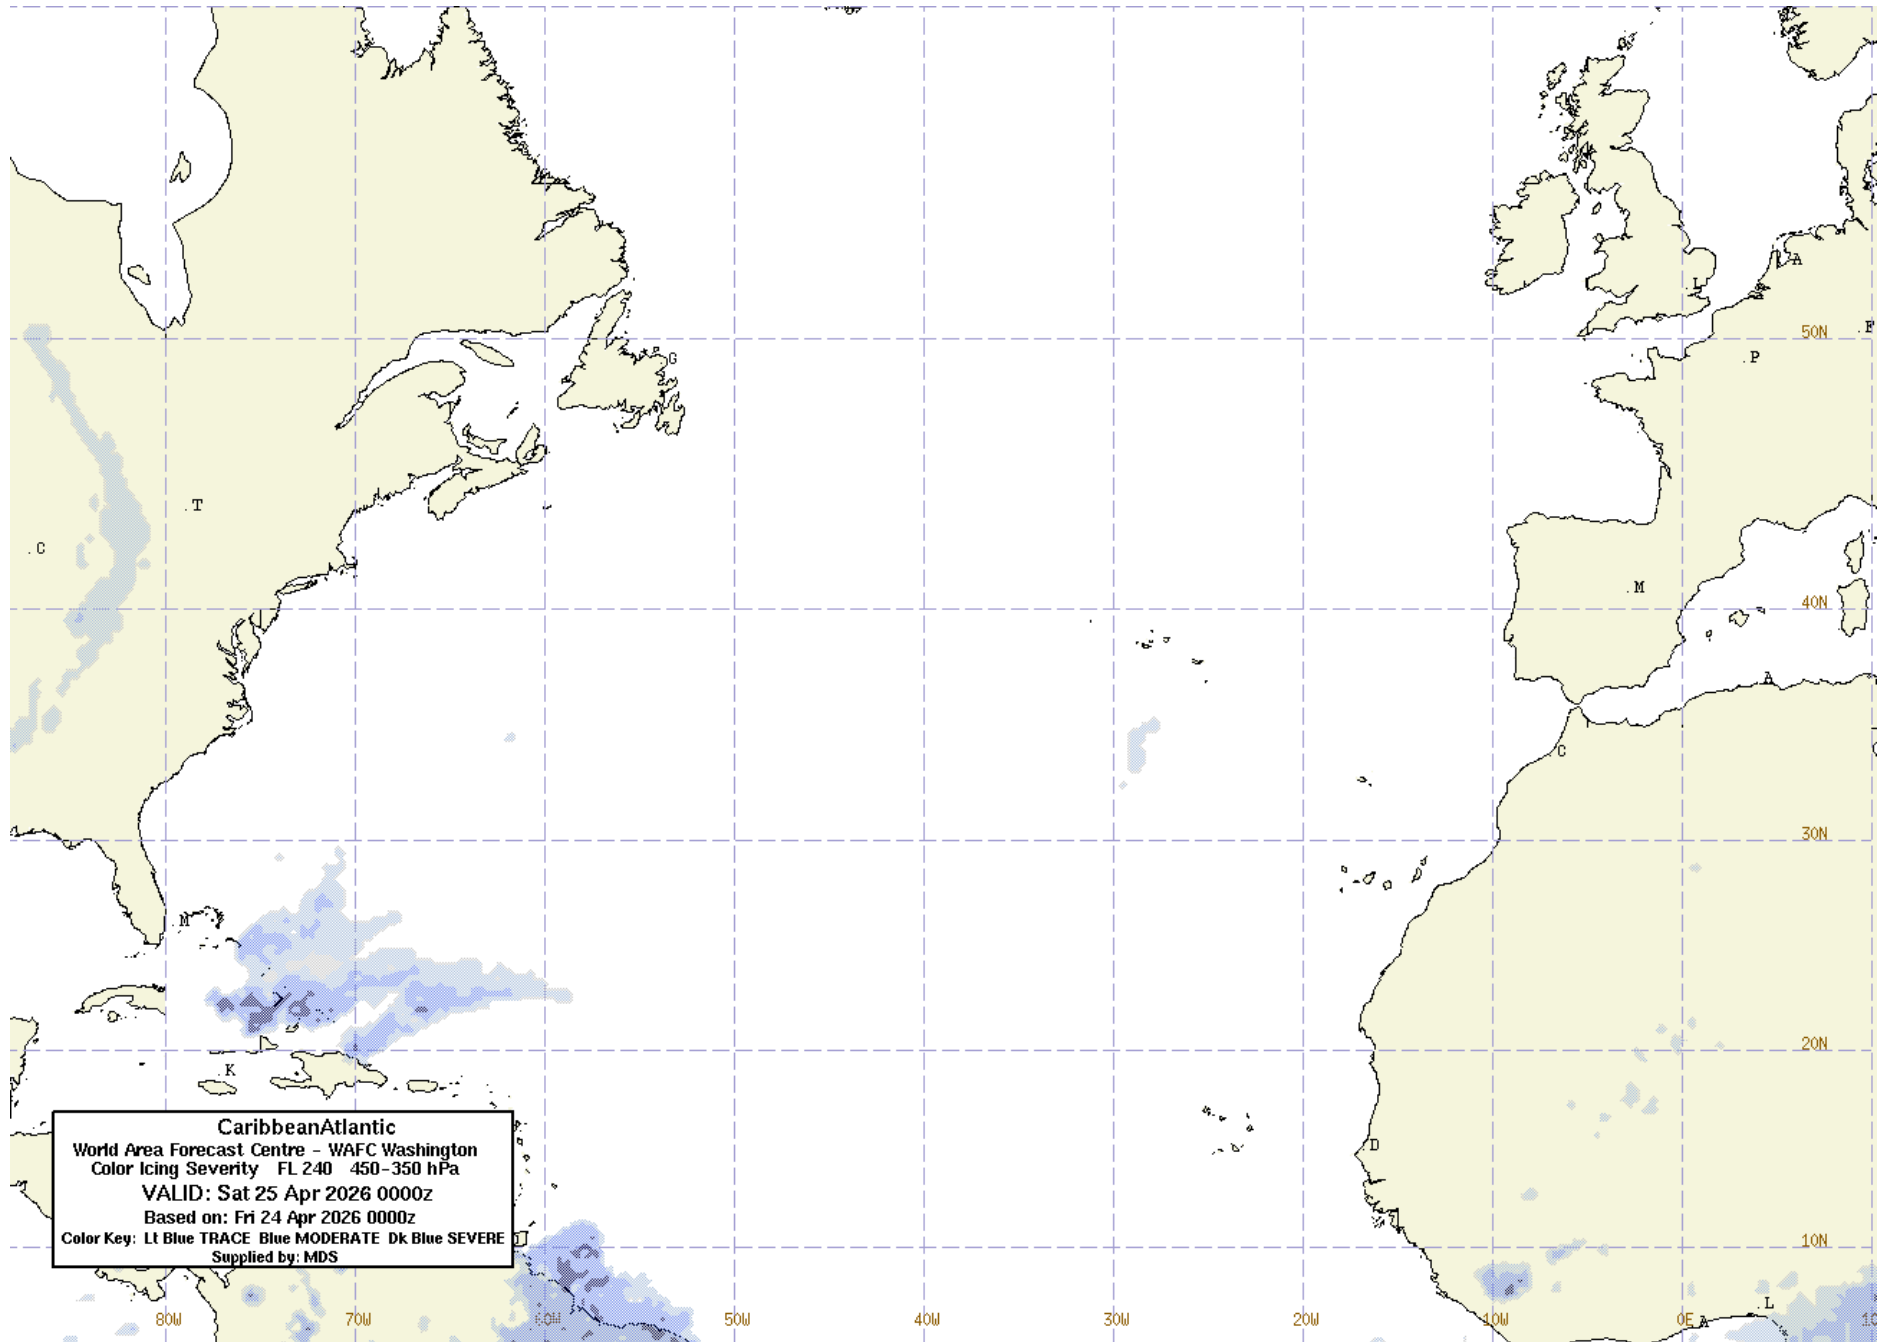 A
L
50N
F
G
P
T
C
M
40N
A
C
30N
M
20N
K
CaribbeanAtlantic
World Area Forecast Centre - WAFC Washington
Color Icing Severity FL 240 450-350 hPa
VALID: Sat 25 Apr 2026 0000z
Based on: Fri 24 Apr 2026 0000z
Color Key: Lt Blue TRACE Blue MODERATE Dk Blue SEVERE
Supplied by: MDS
D
10N
L
A
80W
70W
60W
50W
40W
30W
20W
10W
0E